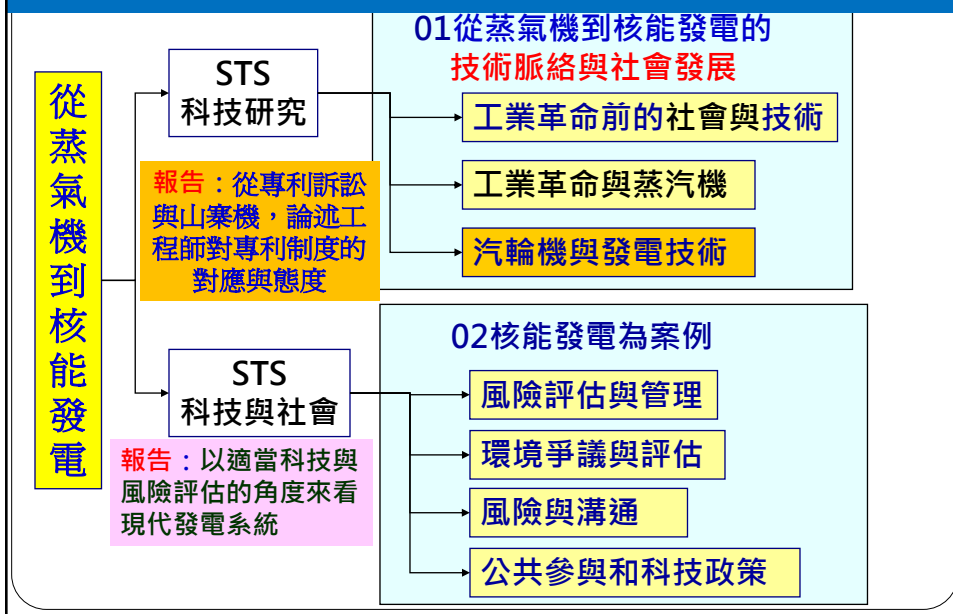 從蒸氣機到核能發電
STS
科技研究
報告：從專利訴訟
與山寨機，論述工
程師對專利制度的
對應與態度
01從蒸氣機到核能發電的
技術脈絡與社會發展
工業革命前的社會與技術
工業革命與蒸汽機
汽輪機與發電技術
STS
科技與社會
報告：以適當科技與
風險評估的角度來看
現代發電系統
02核能發電為案例
風險評估與管理
環境爭議與評估
風險與溝通
公共參與和科技政策